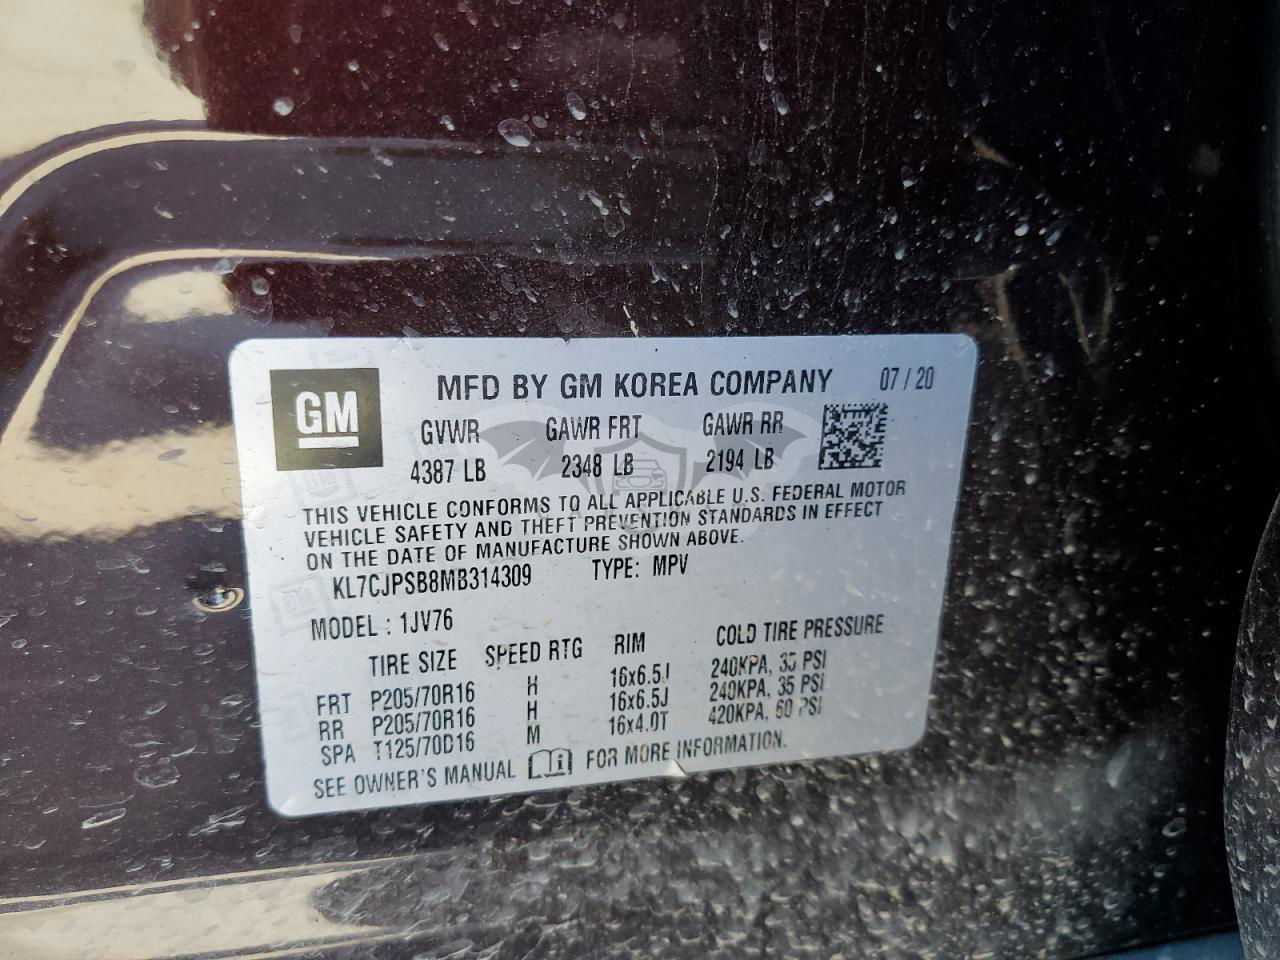 GM
MFD BY GM KOREA COMPANY 07 / 20
GVWR GAWR FRT GAWR RR
4387 LB 2348 LB 2194 LB
THIS VEHICLE CONFORMS TO ALL APPLICABLE U.S. FEDERAL MOTOR
VEHICLE SAFETY AND THEFT PREVENTION STANDARDS IN EFFECT
ON THE DATE OF MANUFACTURE SHOWN ABOVE.
KL7CJPSB8MB314309 TYPE: MPV
MODEL : 1JV76
TIRE SIZE SPEED RTG RIM COLD TIRE PRESSURE
FRT P205/70R16 H 16x6.5J 240KPA, 35 PSI
RR P205/70R16 H 16x6.5J 240KPA, 35 PSI
SPA T125/70D16 M 16x4.0T 420KPA, 60 PSI
SEE OWNER'S MANUAL i FOR MORE INFORMATION.